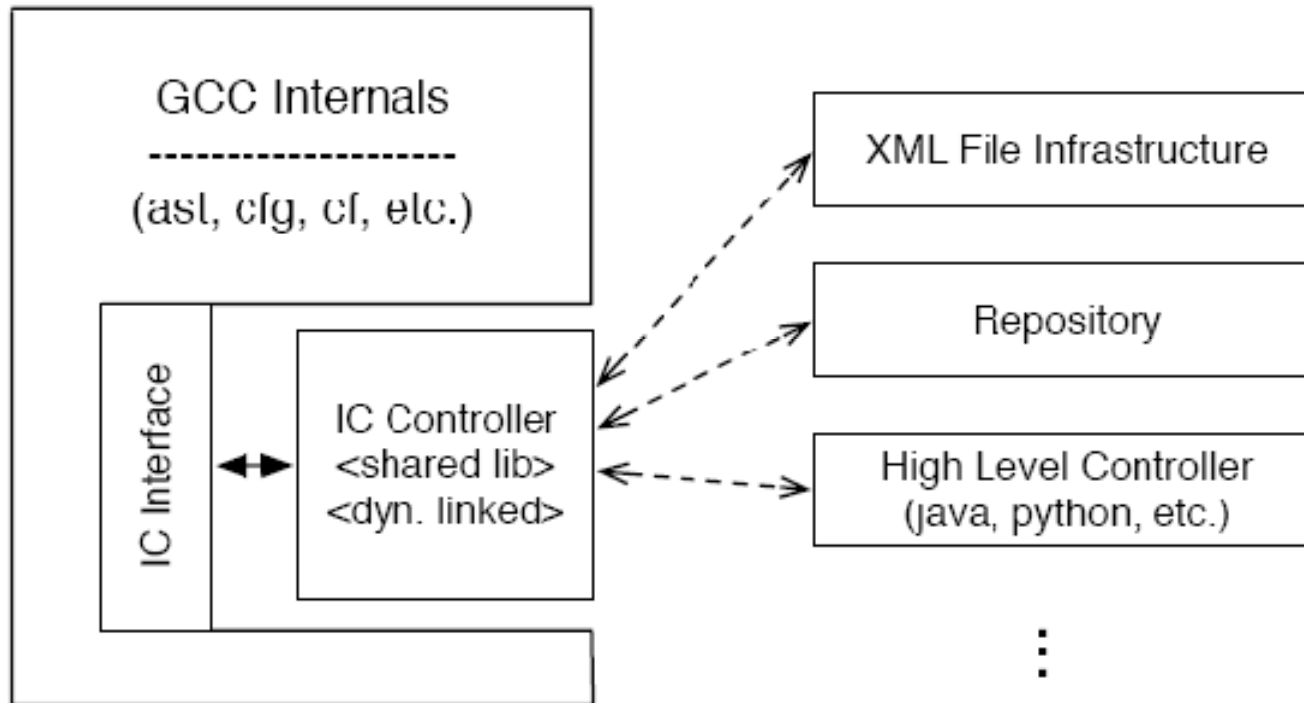 GCC Internals
--------------------
(ast, cfg, cf, etc.)
IC Interface
IC Controller
<shared lib>
<dyn. linked>
XML File Infrastructure
Repository
High Level Controller
(java, python, etc.)